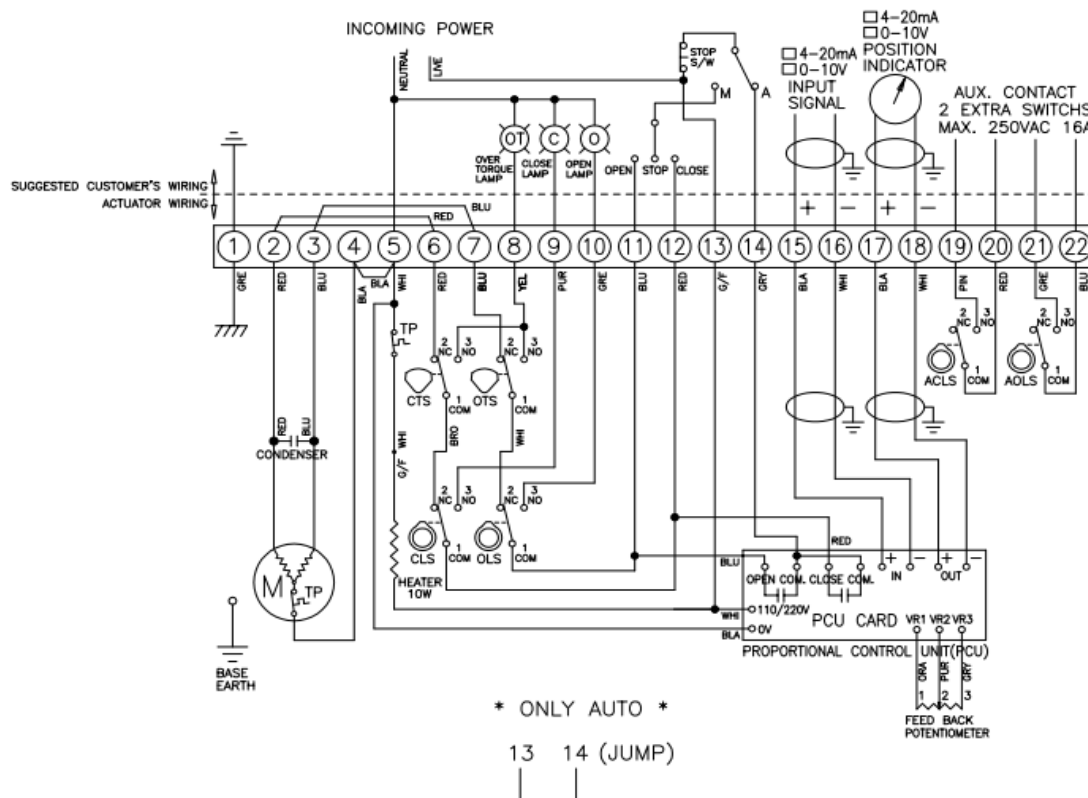 INCOMING POWER
NEUTRAL
LIVE
STOP
S/W
M
A
□ 4-20mA
□ 0-10V
INPUT
SIGNAL
□ 4-20mA
□ 0-10V
POSITION
INDICATOR
AUX. CONTACT
2 EXTRA SWITCHS
MAX. 250VAC 16A
OT
C
O
OVER
TORQUE
LAMP
CLOSE
LAMP
OPEN
LAMP
OPEN
STOP
CLOSE
SUGGESTED CUSTOMER'S WIRING
ACTUATOR WIRING
RED
BLU
+ - + -
1 2 3 4 5 6 7 8 9 10 11 12 13 14 15 16 17 18 19 20 21 22
GRE
RED
BLU
BLA
BLA
WHI
RED
BLU
YEL
PUR
GRE
BLU
RED
G/F
GRY
BLA
WHI
BLA
WHI
PIN
RED
GRE
BLU
TP
2
NC
3
NO
CTS
1
COM
2
NC
3
NO
OTS
1
COM
2
NC
3
NO
ACLS
1
COM
2
NC
3
NO
AOLS
1
COM
RED
BLU
CONDENSER
WHI
G/F
BRO
WHI
2
NC
3
NO
CLS
1
COM
2
NC
3
NO
OLS
1
COM
HEATER
10W
M
TP
BASE
EARTH
BLU
RED
OPEN COM. CLOSE COM.
+ -
IN
+ -
OUT
WHI
110/220V
BLA
0V
PCU CARD
VR1 VR2 VR3
PROPORTIONAL CONTROL UNIT(PCU)
ORA
PUR
GRY
1 2 3
FEED BACK
POTENTIOMETER
* ONLY AUTO *
13 14 (JUMP)